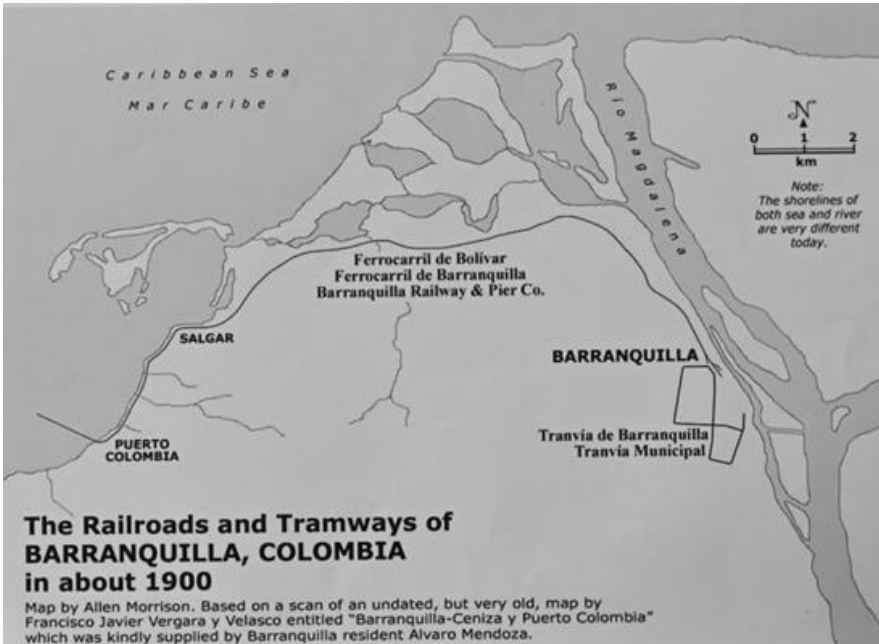 Caribbean Sea
Mar Caribe
Río Magdalena
N
0 1 2
km
Note:
The shorelines of
both sea and river
are very different
today.
Ferrocarril de Bolívar
Ferrocarril de Barranquilla
Barranquilla Railway & Pier Co.
SALGAR
BARRANQUILLA
PUERTO
COLOMBIA
Tranvía de Barranquilla
Tranvía Municipal
The Railroads and Tramways of
BARRANQUILLA, COLOMBIA
in about 1900
Map by Allen Morrison. Based on a scan of an undated, but very old, map by
Francisco Javier Vergara y Velasco entitled "Barranquilla-Ceniza y Puerto Colombia"
which was kindly supplied by Barranquilla resident Alvaro Mendoza.